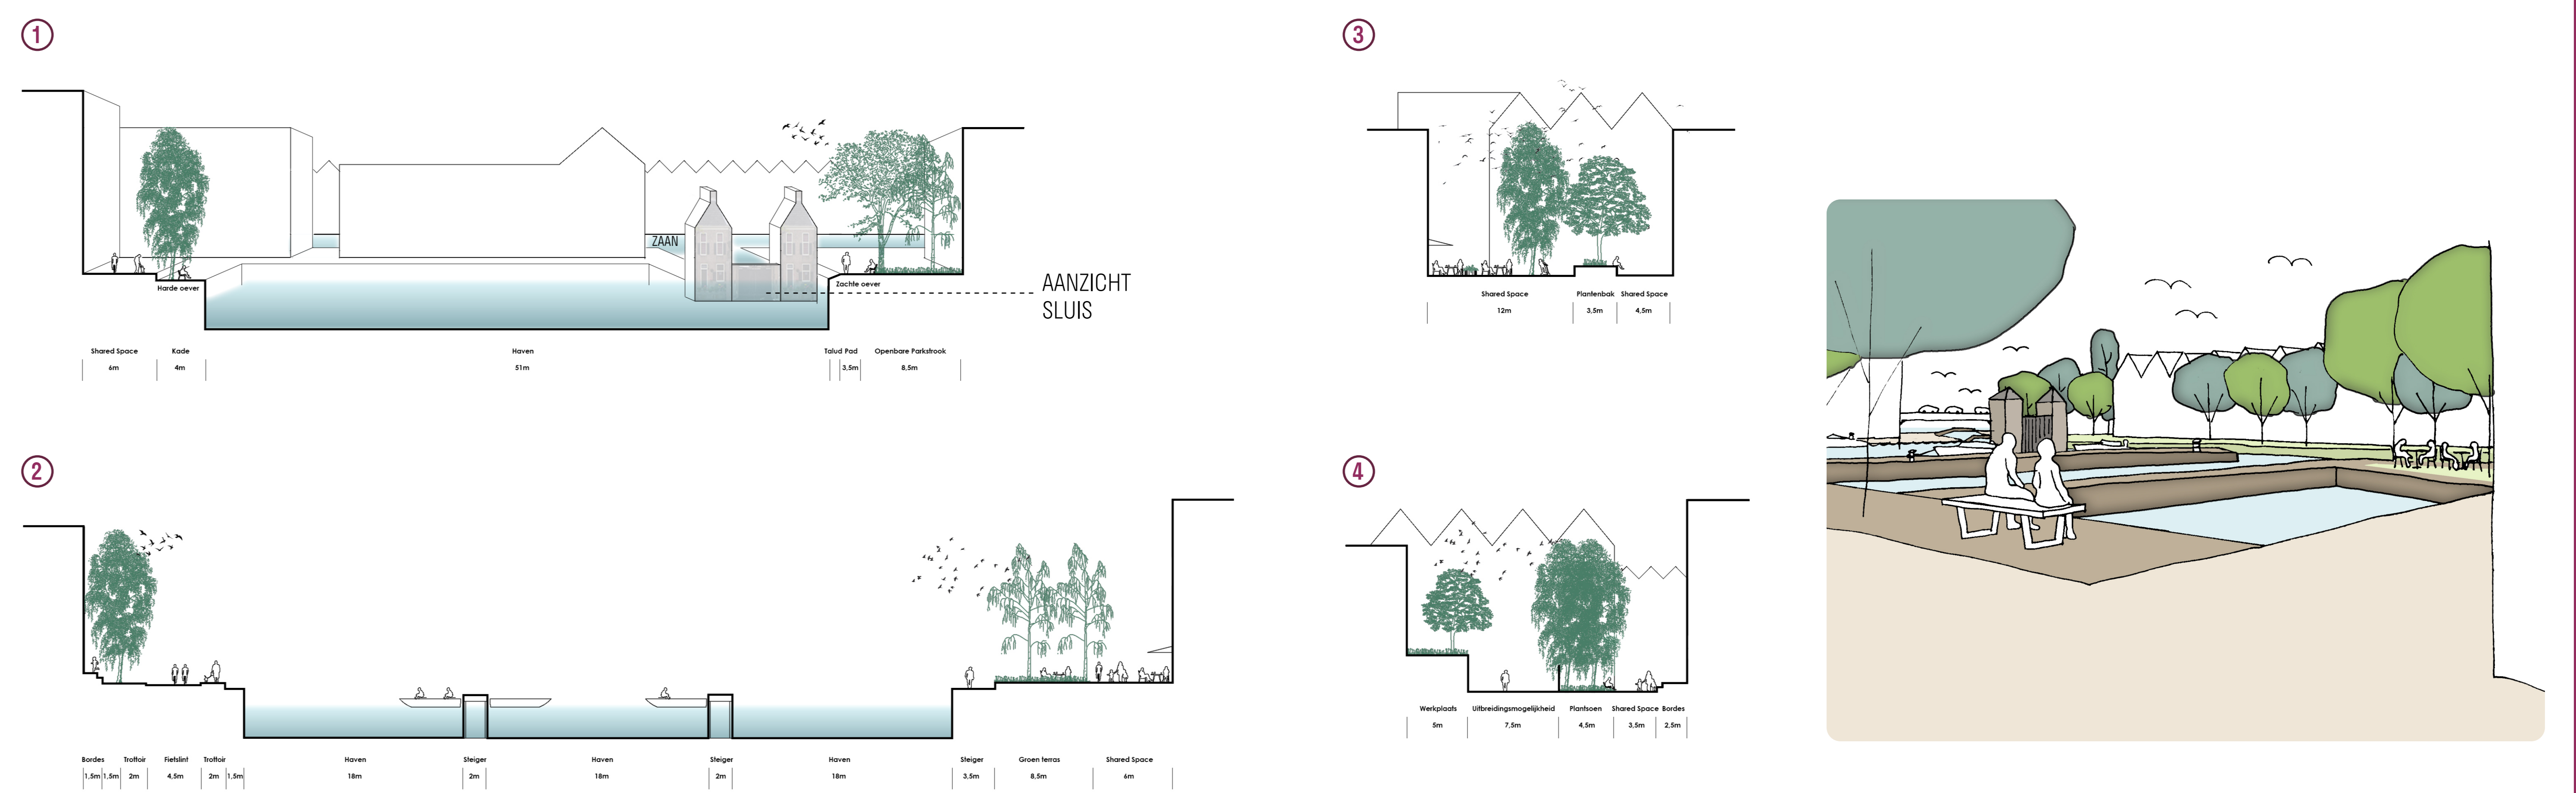 1
ZAAN
Harde oever
Zachte oever
AANZICHT
SLUIS
Shared Space
Kade
Haven
Talud Pad
Openbare Parkstrook
6m
4m
51m
3,5m
8,5m
2
Bordes
Trottoir
Fietslint
Trottoir
Haven
Steiger
Haven
Steiger
Haven
Steiger
Groen terras
Shared Space
1,5m
1,5m
2m
4,5m
2m
1,5m
18m
2m
18m
2m
18m
3,5m
8,5m
6m
3
Shared Space
Plantenbak
Shared Space
12m
3,5m
4,5m
4
Werkplaats
Uitbreidingsmogelijkheid
Plantsoen
Shared Space
Bordes
5m
7,5m
4,5m
3,5m
2,5m